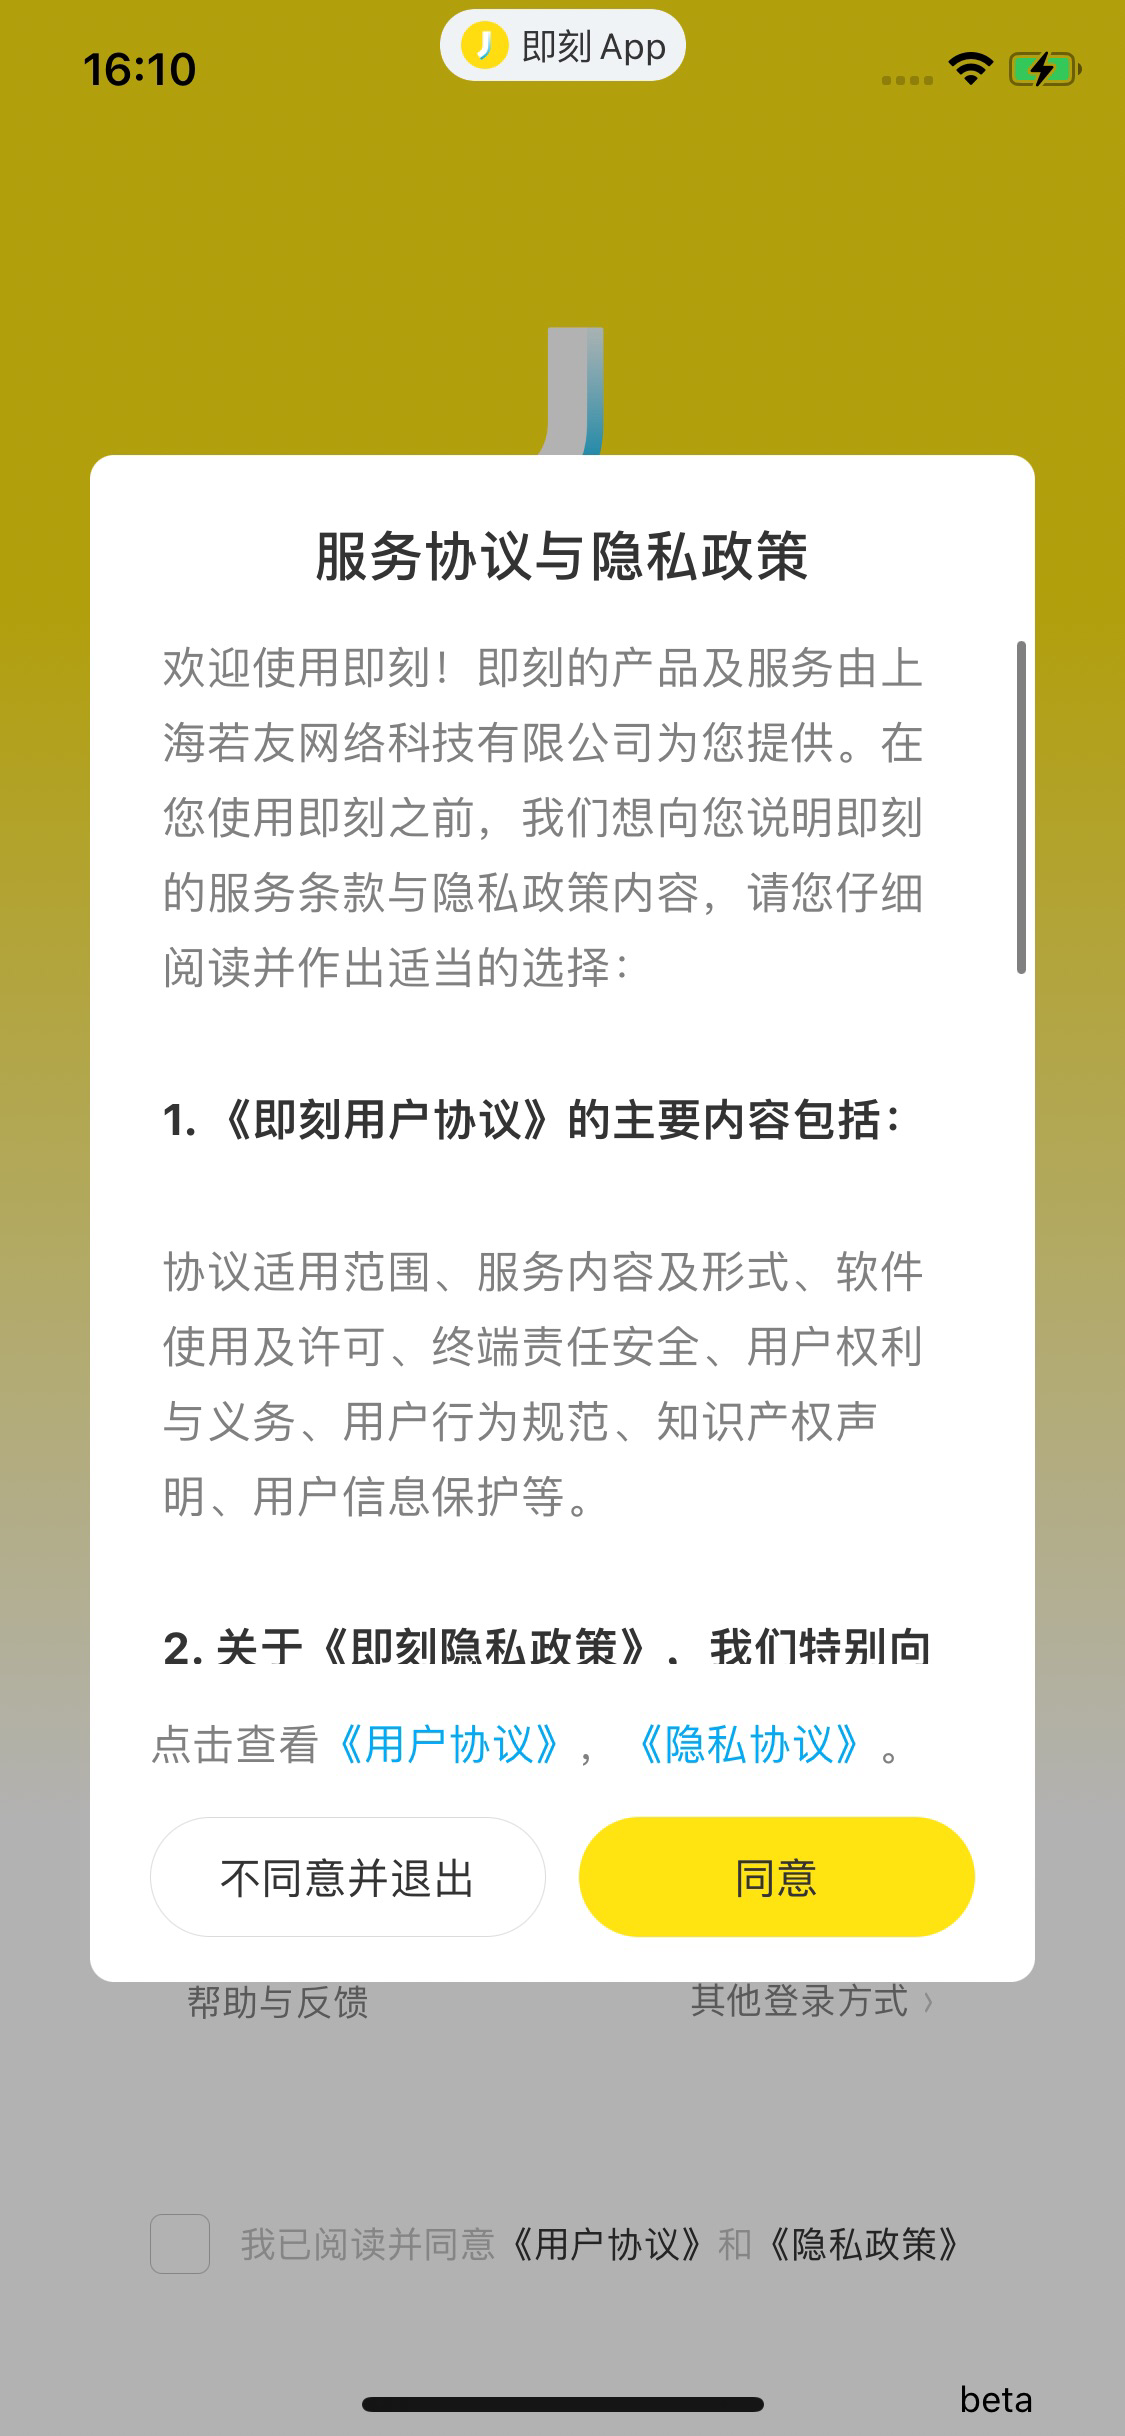 16:10
即刻 App
服务协议与隐私政策
欢迎使用即刻！即刻的产品及服务由上
海若友网络科技有限公司为您提供。在
您使用即刻之前，我们想向您说明即刻
的服务条款与隐私政策内容，请您仔细
阅读并作出适当的选择：
1. 《即刻用户协议》的主要内容包括：
协议适用范围、服务内容及形式、软件
使用及许可、终端责任安全、用户权利
与义务、用户行为规范、知识产权声
明、用户信息保护等。
2. 关于《即刻隐私政策》，我们特别向
点击查看《用户协议》，《隐私协议》。
不同意并退出
同意
帮助与反馈
其他登录方式 〉
我已阅读并同意《用户协议》和《隐私政策》
beta